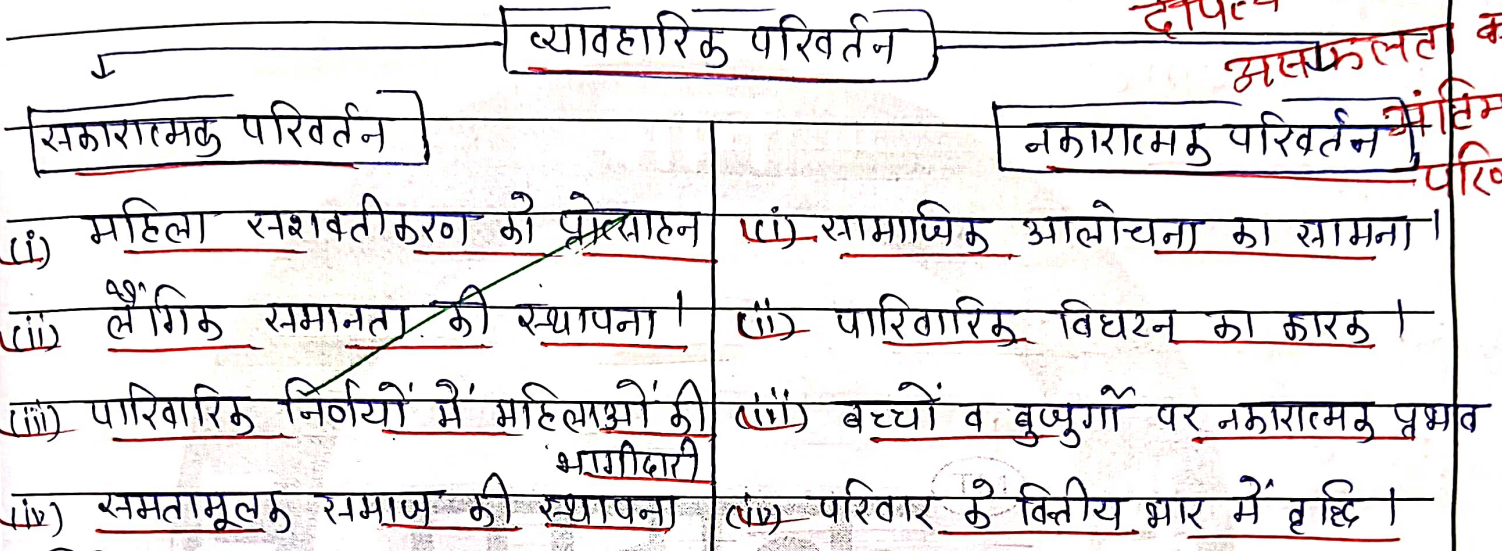 व्यावहारिक परिवर्तन
असफलता
सकारात्मक परिवर्तन
नकारात्मक परिवर्तन
(i) महिला सशक्तीकरण को प्रोत्साहन
(ii) लैंगिक समानता की स्थापना।
(iii) पारिवारिक निर्णयों में महिलाओं की
भागीदारी
(iv) समतामूलक समाज की स्थापना
(i) सामाजिक आलोचना का सामना।
(ii) पारिवारिक विघटन का कारक।
(iii) बच्चों व बुजुर्गों पर नकारात्मक प्रभाव
(iv) परिवार के वित्तीय भार में वृद्धि।